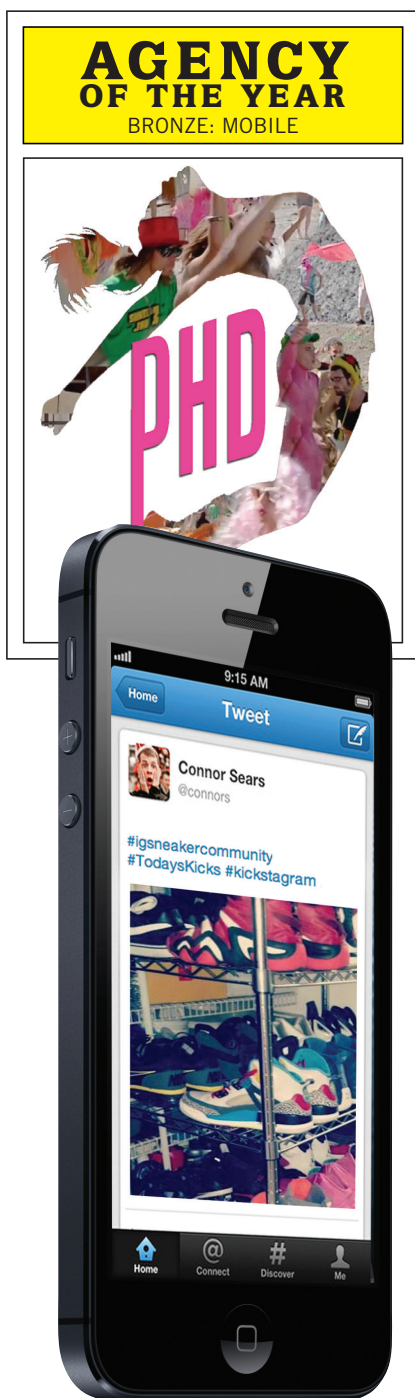 AGENCY
OF THE YEAR
BRONZE: MOBILE
PHD
9:15 AM
Home
Tweet
Connor Sears
@connors
#igsneakercommunity
#TodaysKicks #kickstagram
Home
@
Connect
#
Discover
Me